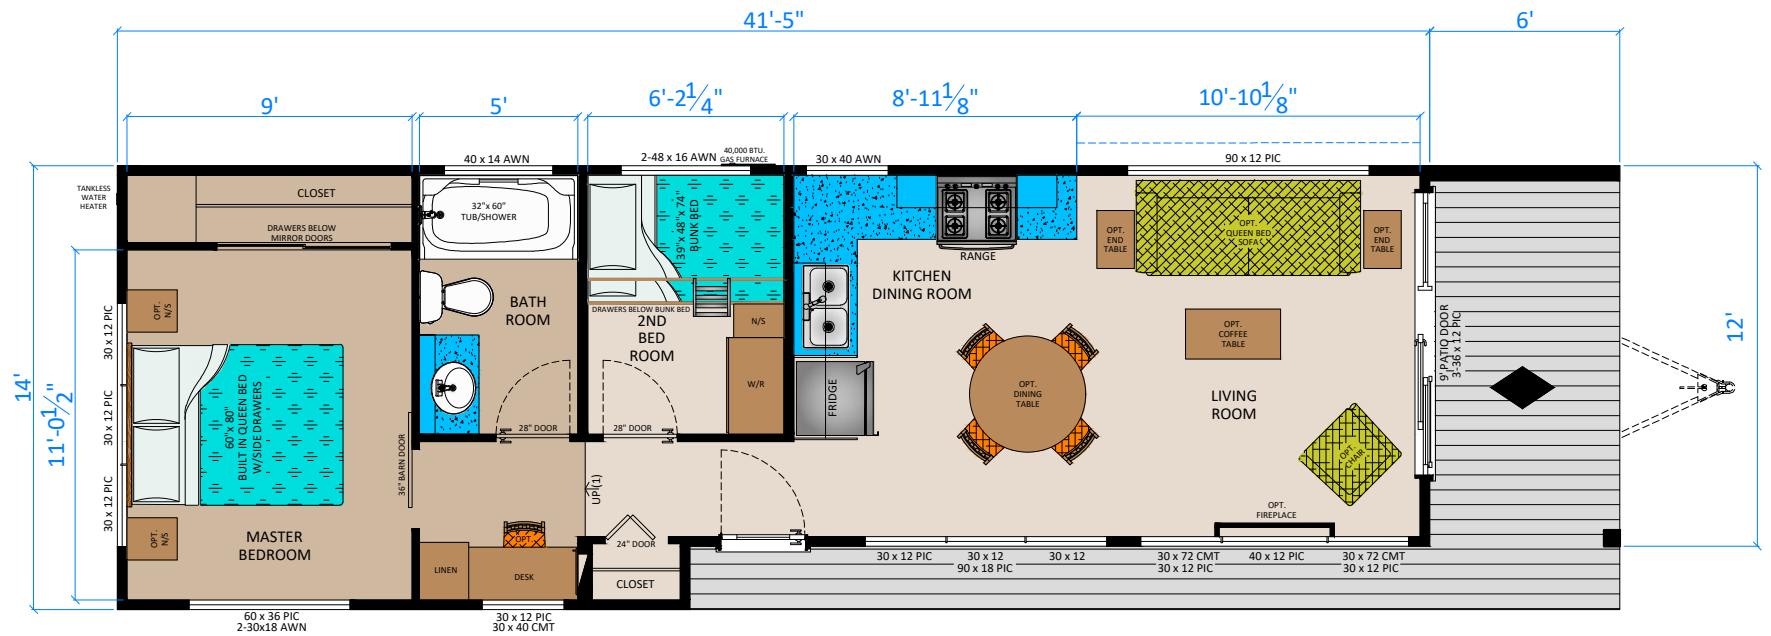 41'-5"
6'
9'
5'
6'-2 1/4"
8'-11 1/8"
10'-10 1/8"
40 x 14 AWN
2-48 x 16 AWN
40,000 BTU.
GAS FURNACE
30 x 40 AWN
90 x 12 PIC
TANKLESS
WATER
HEATER
CLOSET
DRAWERS BELOW
MIRROR DOORS
32"x 60"
TUB/SHOWER
39" x 48" x 74"
BUNK BED
DRAWERS BELOW BUNK BED
RANGE
KITCHEN
DINING ROOM
OPT.
END
TABLE
OPT.
QUEEN BED
SOFA
OPT.
END
TABLE
OPT.
N/S
BATH
ROOM
2ND
BED
ROOM
N/S
W/R
FRIDGE
OPT.
COFFEE
TABLE
9' PATIO DOOR
3-36 x 12 PIC
12'
14'
11'-0 1/2"
30 x 12 PIC
30 x 12 PIC
30 x 12 PIC
60"x 80"
BUILT IN QUEEN BED
W/SIDE DRAWERS
OPT.
DINING
TABLE
LIVING
ROOM
OPT.
CHAIR
28" DOOR
28" DOOR
36" BARN DOOR
UP (1)
OPT.
N/S
MASTER
BEDROOM
OPT.
LINEN
DESK
24" DOOR
CLOSET
OPT.
FIREPLACE
30 x 12 PIC
30 x 12
30 x 12
90 x 18 PIC
30 x 72 CMT
30 x 12 PIC
40 x 12 PIC
30 x 72 CMT
30 x 12 PIC
60 x 36 PIC
2-30x18 AWN
30 x 12 PIC
30 x 40 CMT